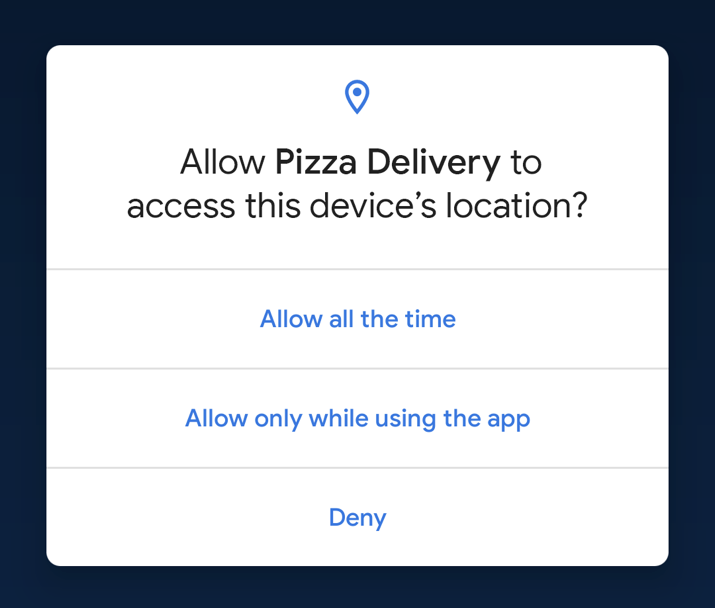 Allow Pizza Delivery to
access this device’s location?
Allow all the time
Allow only while using the app
Deny